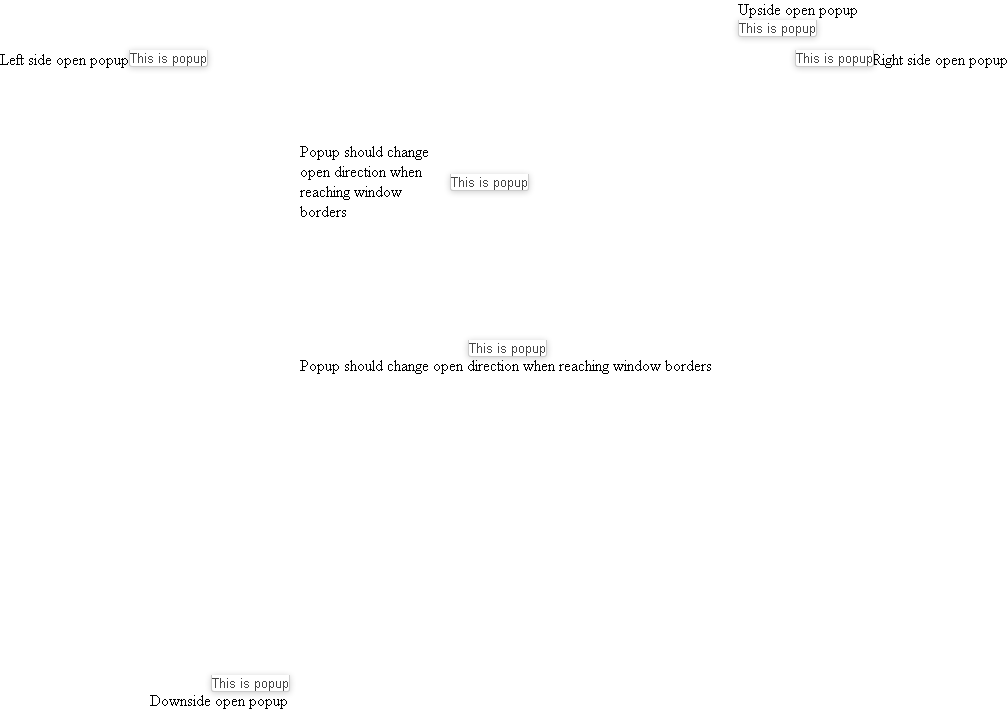 Upside open popup
This is popup
Left side open popup This is popup
This is popup Right side open popup
Popup should change
open direction when
reaching window
borders
This is popup
This is popup
Popup should change open direction when reaching window borders
This is popup
Downside open popup